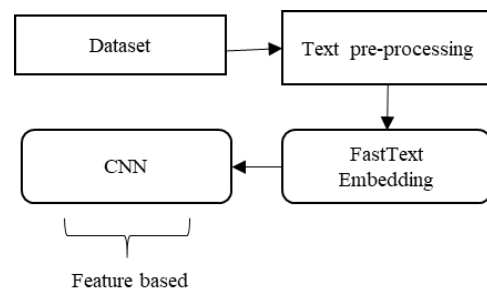 Dataset
Text pre-processing
FastText
Embedding
CNN
Feature based